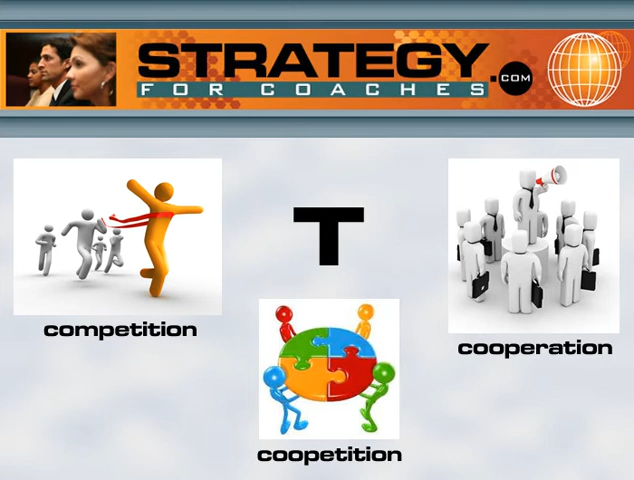 STRATEGY.COM
FOR COACHES
T
competition
cooperation
coopetition